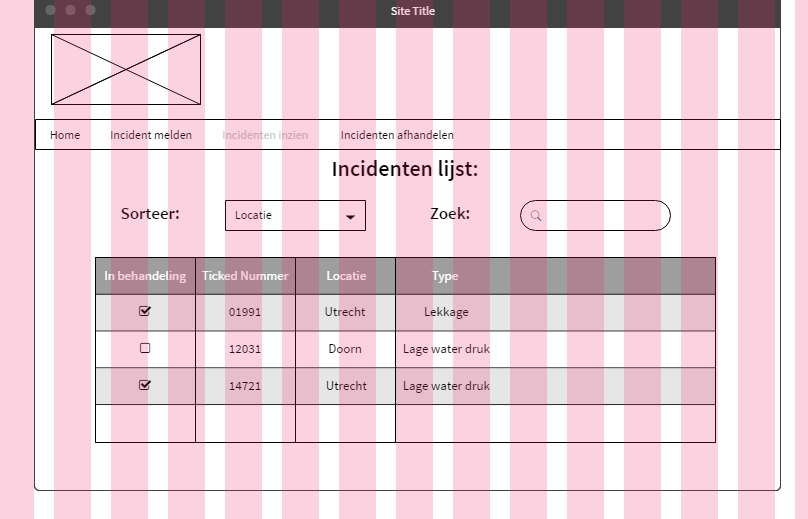 Site Title
Home Incident melden Incidenten inzien Incidenten afhandelen
Incidenten lijst:
Sorteer: Locatie Zoek:
In behandeling Ticked Nummer Locatie Type
01991 Utrecht Lekkage
12031 Doorn Lage water druk
14721 Utrecht Lage water druk